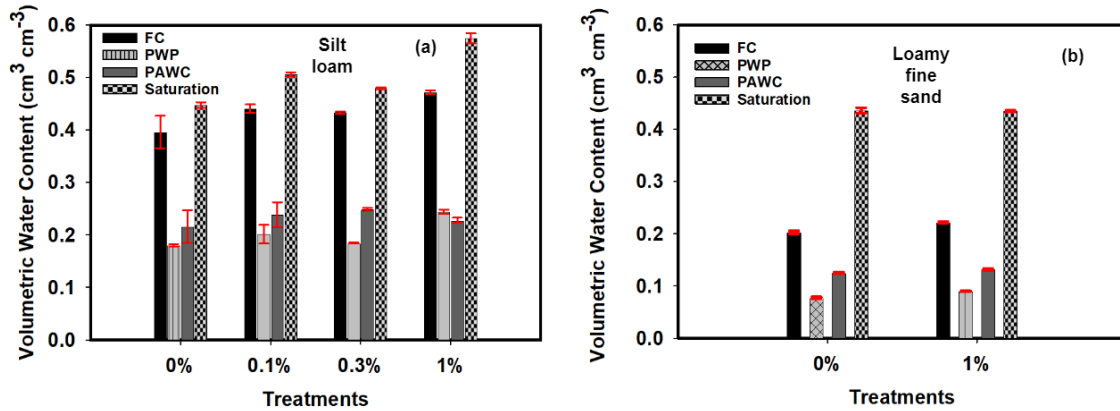 Volumetric Water Content (cm³ cm⁻³)
0.6
0.5
0.4
0.3
0.2
0.1
0.0
FC
PWP
PAWC
Saturation
Silt
loam
(a)
0% 0.1% 0.3% 1%
Treatments
Volumetric Water Content (cm³ cm⁻³)
0.6
0.5
0.4
0.3
0.2
0.1
0.0
FC
PWP
PAWC
Saturation
Loamy
fine
sand
(b)
0% 1%
Treatments